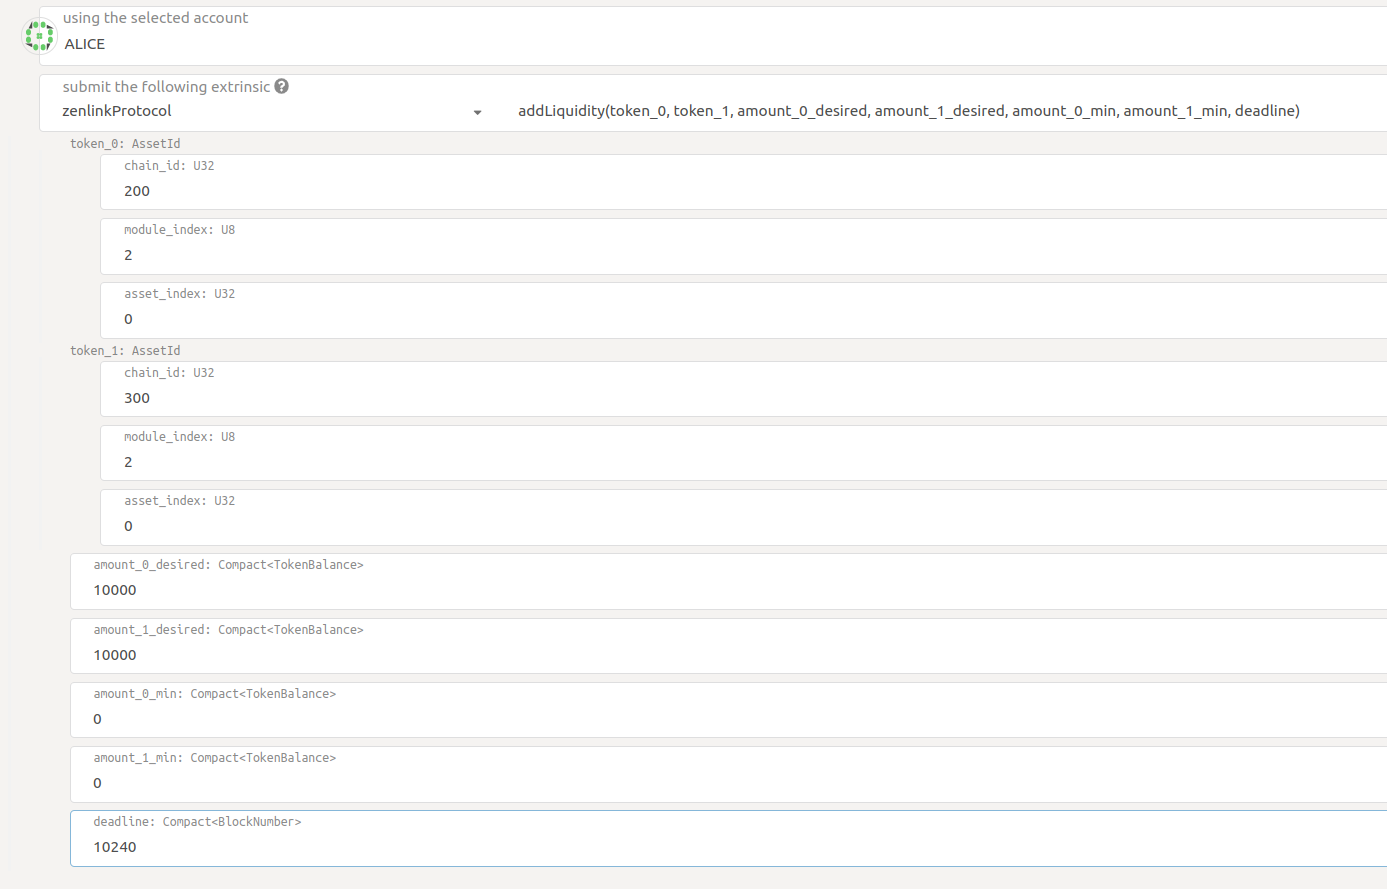 using the selected account
ALICE
submit the following extrinsic ?
zenlinkProtocol
addLiquidity(token_0, token_1, amount_0_desired, amount_1_desired, amount_0_min, amount_1_min, deadline)
token_0: AssetId
chain_id: U32
200
module_index: U8
2
asset_index: U32
0
token_1: AssetId
chain_id: U32
300
module_index: U8
2
asset_index: U32
0
amount_0_desired: Compact<TokenBalance>
10000
amount_1_desired: Compact<TokenBalance>
10000
amount_0_min: Compact<TokenBalance>
0
amount_1_min: Compact<TokenBalance>
0
deadline: Compact<BlockNumber>
10240